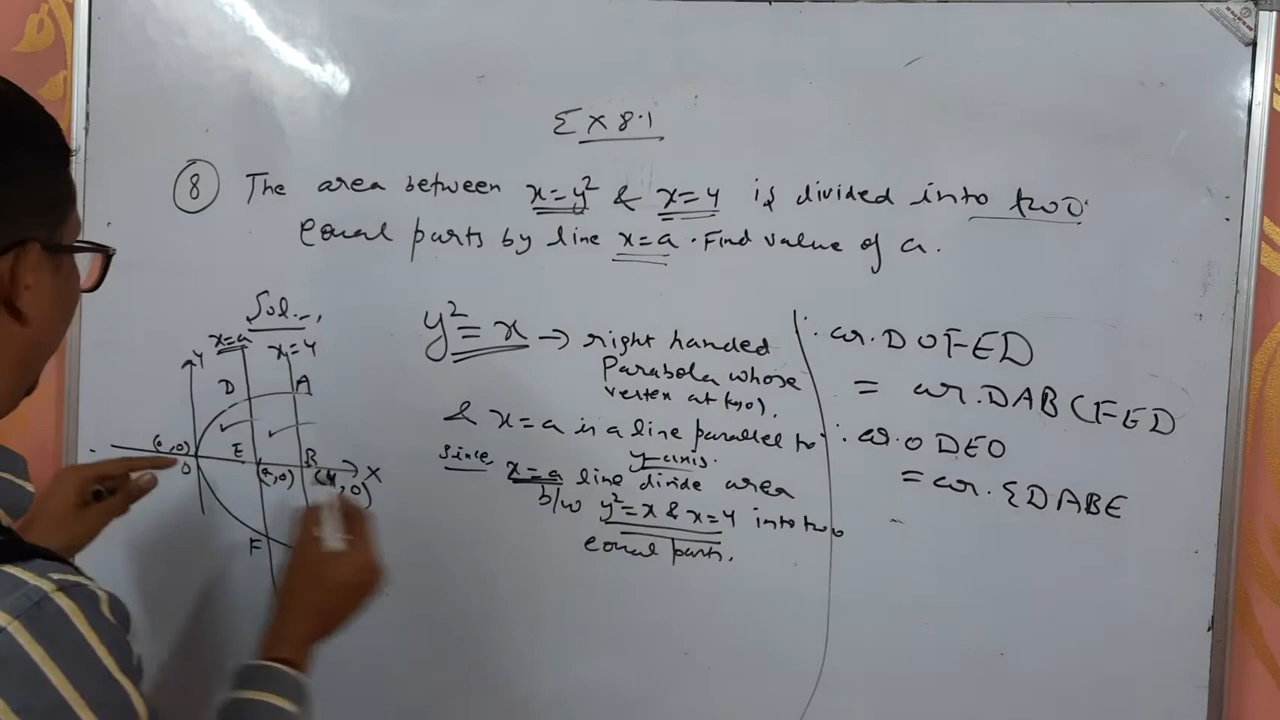 Ex 8.1
8 The area between x=y² & x=4 is divided into two
equal parts by line x=a. Find value of a.
Sol.
x=a x=4
Y
D A
(0,0) E B X
O (a,0) (4,0)
F
y²=x → right handed
Parabola whose
vertex at (0,0).
& x=a is a line parallel to
y-axis.
since x=a line divide area
b/w y²=x & x=4 into two
equal parts.
ar. DOFED
= ar. DABCFED
ar. ODEO
= ar. EDABE